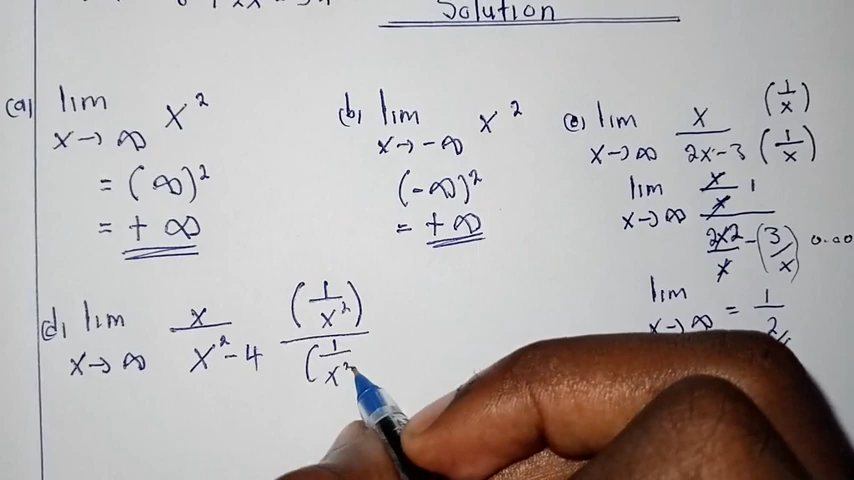 Solution
(a) lim x→∞ x²
= (∞)²
= + ∞
(b) lim x→ -∞ x²
(-∞)²
= + ∞
(c) lim x→∞ x/(2x-3) (1/x)/(1/x)
lim x→∞ (x/x 1)/(2x2/x - (3/x)) 0.00
lim x→∞ = 1/2
(d) lim x→∞ x/(x²-4) (1/x²)/(1/x²